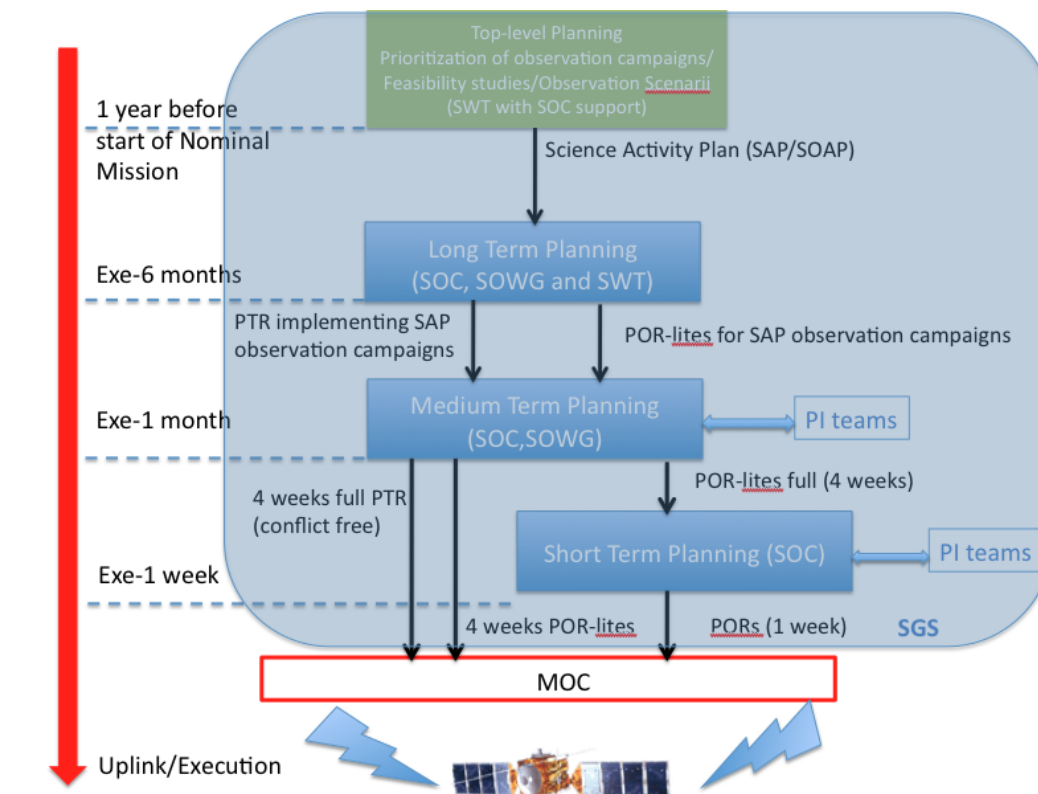 Top-level Planning
Prioritization of observation campaigns/
Feasibility studies/Observation Scenarii
(SWT with SOC support)
1 year before
start of Nominal
Mission
Science Activity Plan (SAP/SOAP)
Long Term Planning
(SOC, SOWG and SWT)
Exe-6 months
PTR implementing SAP
observation campaigns
POR-lites for SAP observation campaigns
Medium Term Planning
(SOC,SOWG)
Exe-1 month
PI teams
4 weeks full PTR
(conflict free)
POR-lites full (4 weeks)
Short Term Planning (SOC)
PI teams
Exe-1 week
4 weeks POR-lites
PORs (1 week)
SGS
MOC
Uplink/Execution